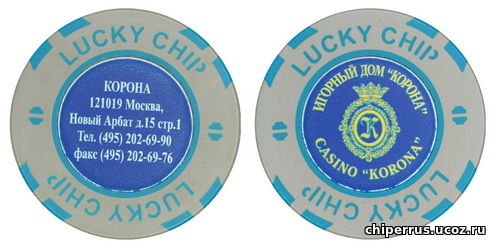 LUCKY CHIP
КОРОНА
121019 Москва,
Новый Арбат д.15 стр.1
Тел. (495) 202-69-90
факс (495) 202-69-76
LUCKY CHIP
LUCKY CHIP
ИГОРНЫЙ ДОМ "КОРОНА"
K
CASINO "KORONA"
LUCKY CHIP
chiperrus.ucoz.ru